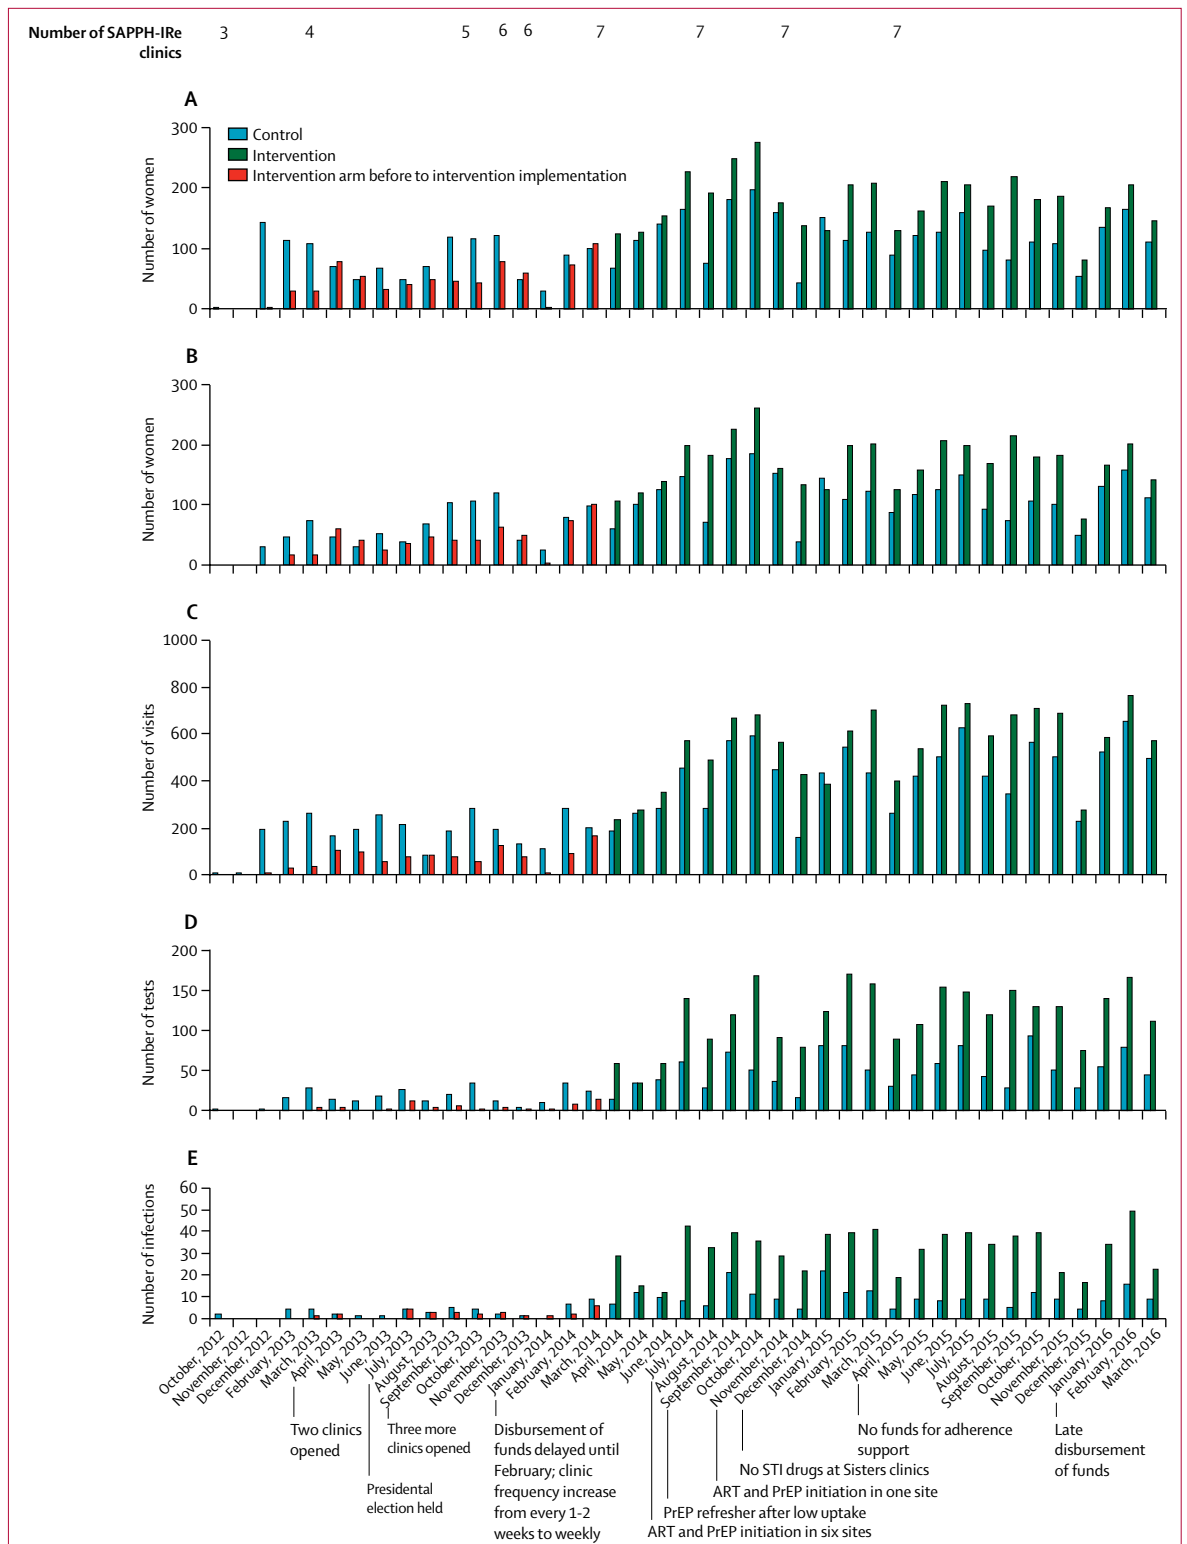 Number of SAPPH-IRe
clinics
3 4 5 6 6 7 7 7 7
A
300
200
100
0
Number of women
Control
Intervention
Intervention arm before to intervention implementation
B
300
200
100
0
Number of women
C
1000
800
600
400
200
0
Number of visits
D
200
150
100
50
0
Number of tests
E
60
50
40
30
20
10
0
Number of infections
October, 2012
November, 2012
December, 2012
February, 2013
March, 2013
April, 2013
May, 2013
June, 2013
July, 2013
August, 2013
September, 2013
October, 2013
November, 2013
December, 2013
January, 2014
February, 2014
March, 2014
April, 2014
May, 2014
June, 2014
July, 2014
August, 2014
September, 2014
October, 2014
November, 2014
December, 2014
January, 2015
February, 2015
March, 2015
April, 2015
May, 2015
June, 2015
July, 2015
August, 2015
September, 2015
October, 2015
November, 2015
December, 2015
January, 2016
February, 2016
March, 2016
Two clinics
opened
Presidental
election held
Three more
clinics opened
Disbursement of
funds delayed until
February; clinic
frequency increase
from every 1-2
weeks to weekly
No funds for adherence
support
Late
disbursement
of funds
No STI drugs at Sisters clinics
ART and PrEP initiation in one site
PrEP refresher after low uptake
ART and PrEP initiation in six sites